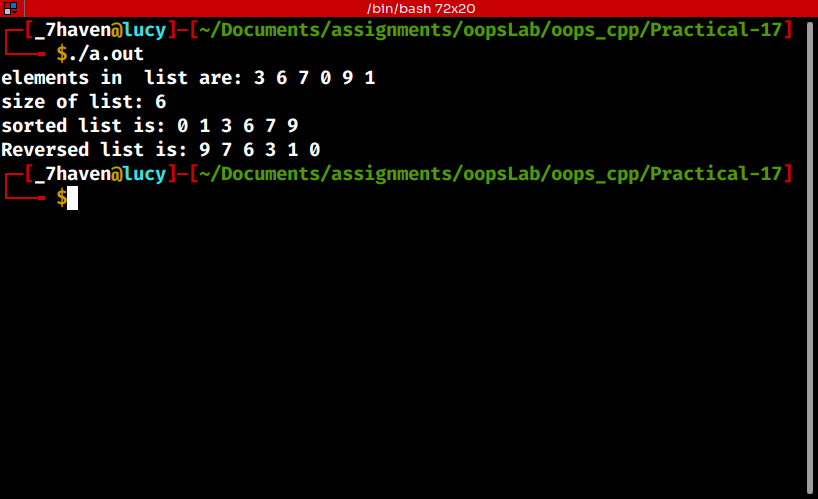 /bin/bash 72x20
[_7haven@lucy]-[~/Documents/assignments/oopsLab/oops_cpp/Practical-17]
$./a.out
elements in  list are: 3 6 7 0 9 1
size of list: 6
sorted list is: 0 1 3 6 7 9
Reversed list is: 9 7 6 3 1 0
[_7haven@lucy]-[~/Documents/assignments/oopsLab/oops_cpp/Practical-17]
$